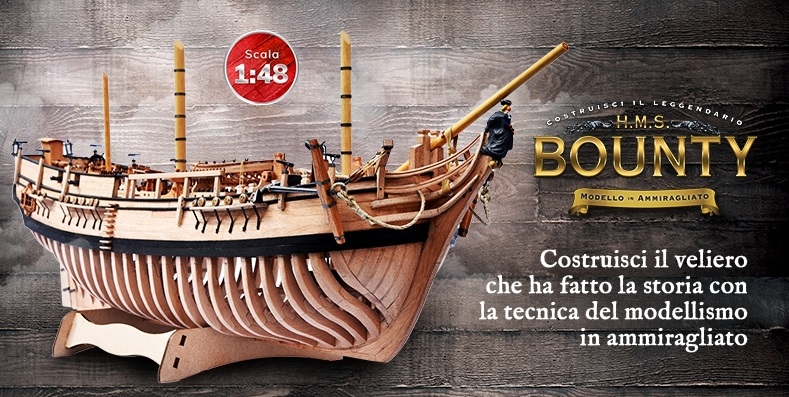 Scala
1:48
COSTRUISCI IL LEGGENDARIO
H.M.S.
BOUNTY
MODELLO IN AMMIRAGLIATO
Costruisci il veliero
che ha fatto la storia con
la tecnica del modellismo
in ammiragliato